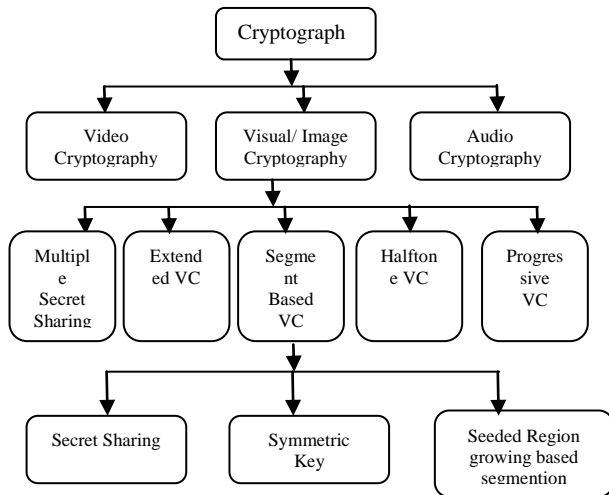 Cryptograph
Video
Cryptography
Visual/ Image
Cryptography
Audio
Cryptography
Multipl
e
Secret
Sharing
Extend
ed VC
Segme
nt
Based
VC
Halfton
e VC
Progres
sive VC
Secret Sharing
Symmetric
Key
Seeded Region
growing based
segmention